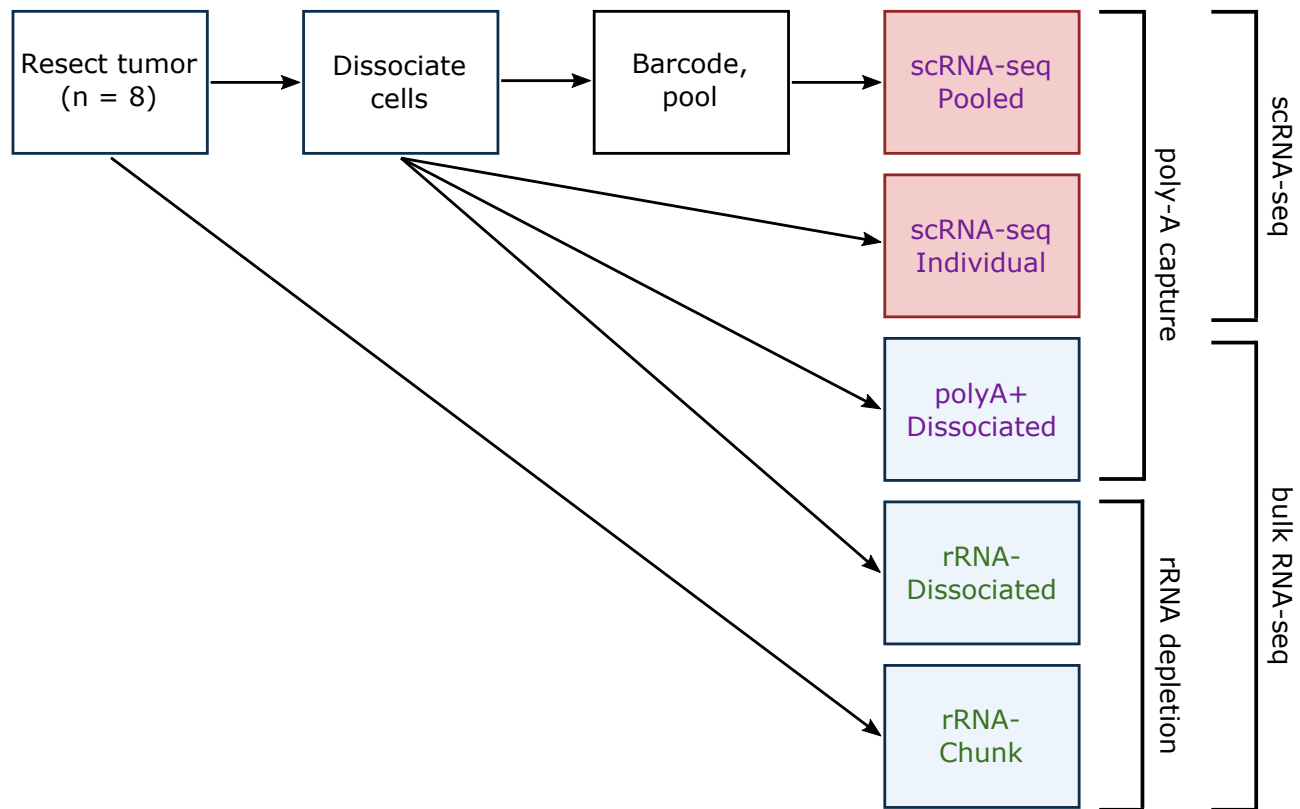 Resect tumor
(n = 8)
Dissociate
cells
Barcode,
pool
scRNA-seq
Pooled
scRNA-seq
Individual
polyA+
Dissociated
rRNA-
Dissociated
rRNA-
Chunk
poly-A capture
rRNA depletion
scRNA-seq
bulk RNA-seq